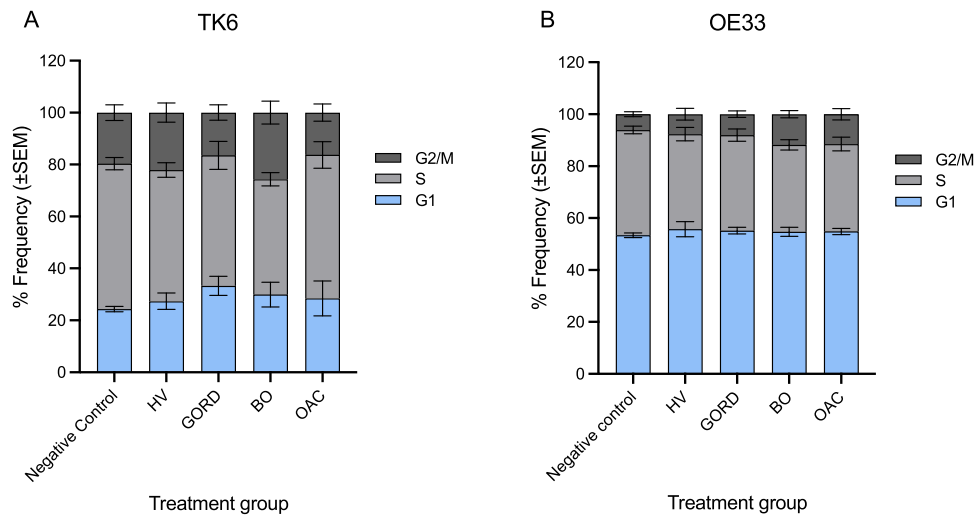 A
TK6
120
100
80
60
40
20
0
% Frequency (±SEM)
Negative Control
HV
GORD
BO
OAC
Treatment group
G2/M
S
G1
B
OE33
120
100
80
60
40
20
0
% Frequency (±SEM)
Negative control
HV
GORD
BO
OAC
Treatment group
G2/M
S
G1